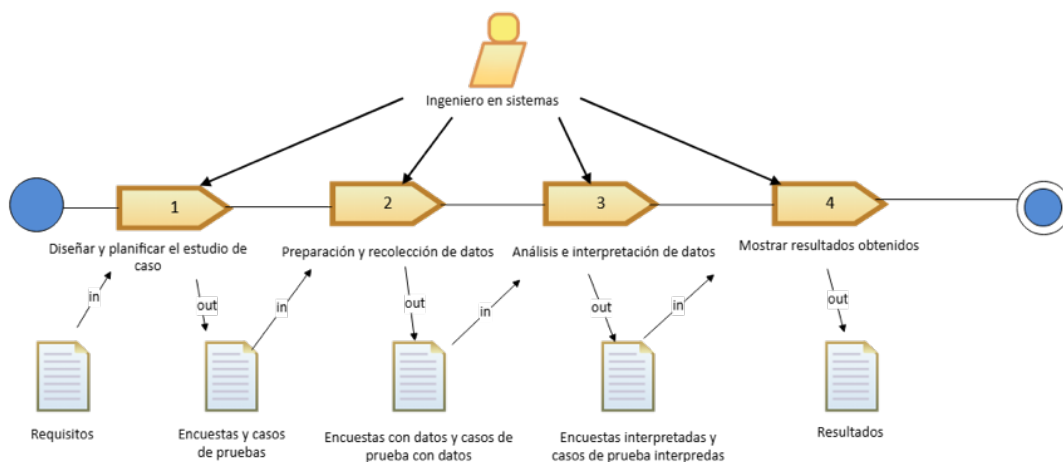 Ingeniero en sistemas
1
2
3
4
Diseñar y planificar el estudio de
caso
Preparación y recolección de datos
Análisis e interpretación de datos
Mostrar resultados obtenidos
in
out
in
out
in
out
in
out
Requisitos
Encuestas y casos
de pruebas
Encuestas con datos y casos de
prueba con datos
Encuestas interpretadas y
casos de prueba interpredas
Resultados